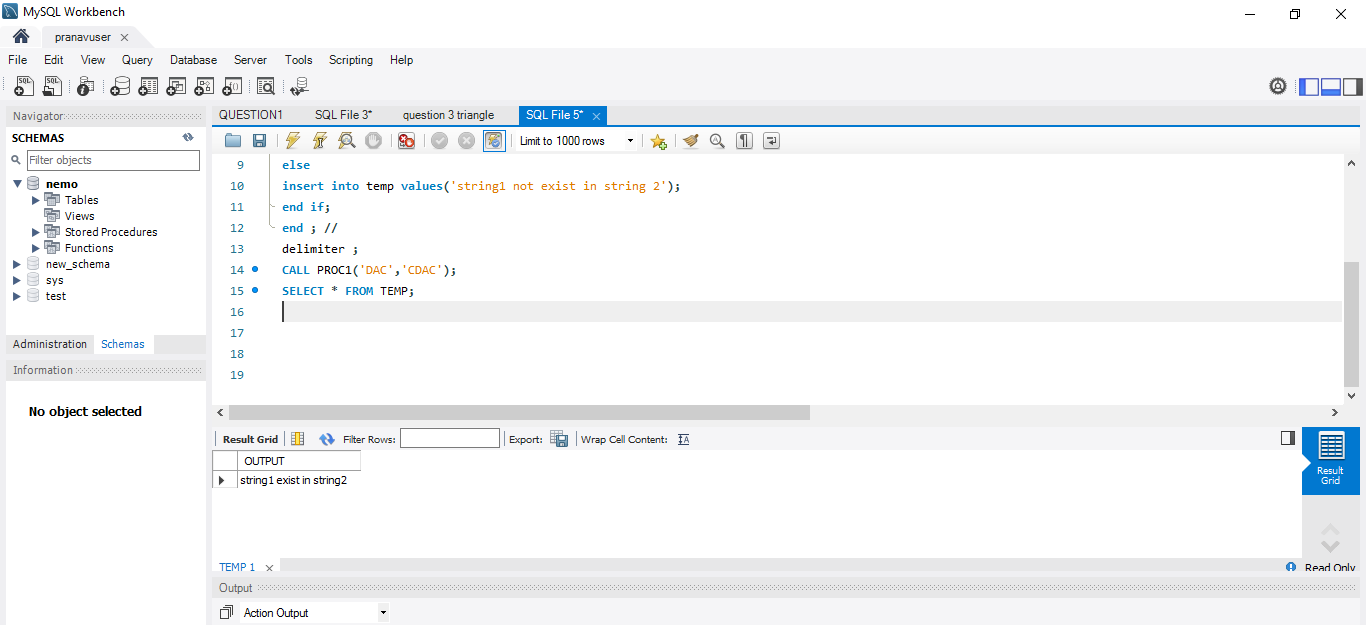 MySQL Workbench
pranavuser
File Edit View Query Database Server Tools Scripting Help
Navigator
SCHEMAS
Filter objects
nemo
Tables
Views
Stored Procedures
Functions
new_schema
sys
test
Administration Schemas
Information
No object selected
QUESTION1 SQL File 3* question 3 triangle SQL File 5*
Limit to 1000 rows
9 else
10 insert into temp values('string1 not exist in string 2');
11 end if;
12 end ; //
13 delimiter ;
14 CALL PROC1('DAC','CDAC');
15 SELECT * FROM TEMP;
16
17
18
19
Result Grid Filter Rows: Export: Wrap Cell Content:
OUTPUT
string1 exist in string2
Result
Grid
TEMP 1
Read Only
Output
Action Output